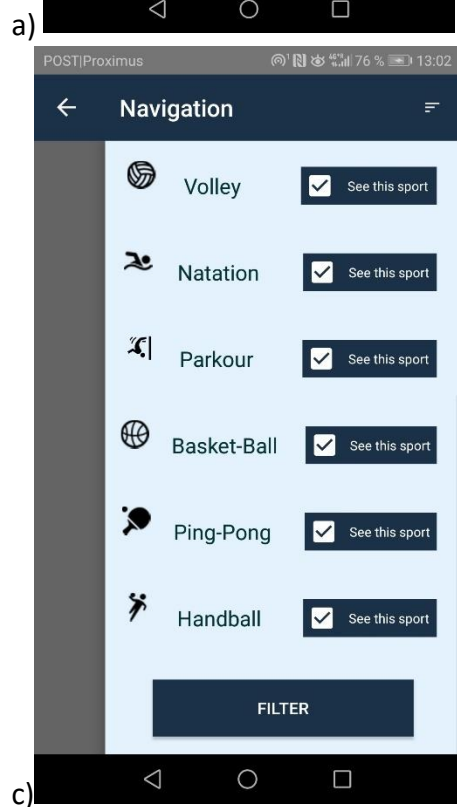 a)
POST|Proximus 76 % 13:02
Navigation
Volley See this sport
Natation See this sport
Parkour See this sport
Basket-Ball See this sport
Ping-Pong See this sport
Handball See this sport
FILTER
c)